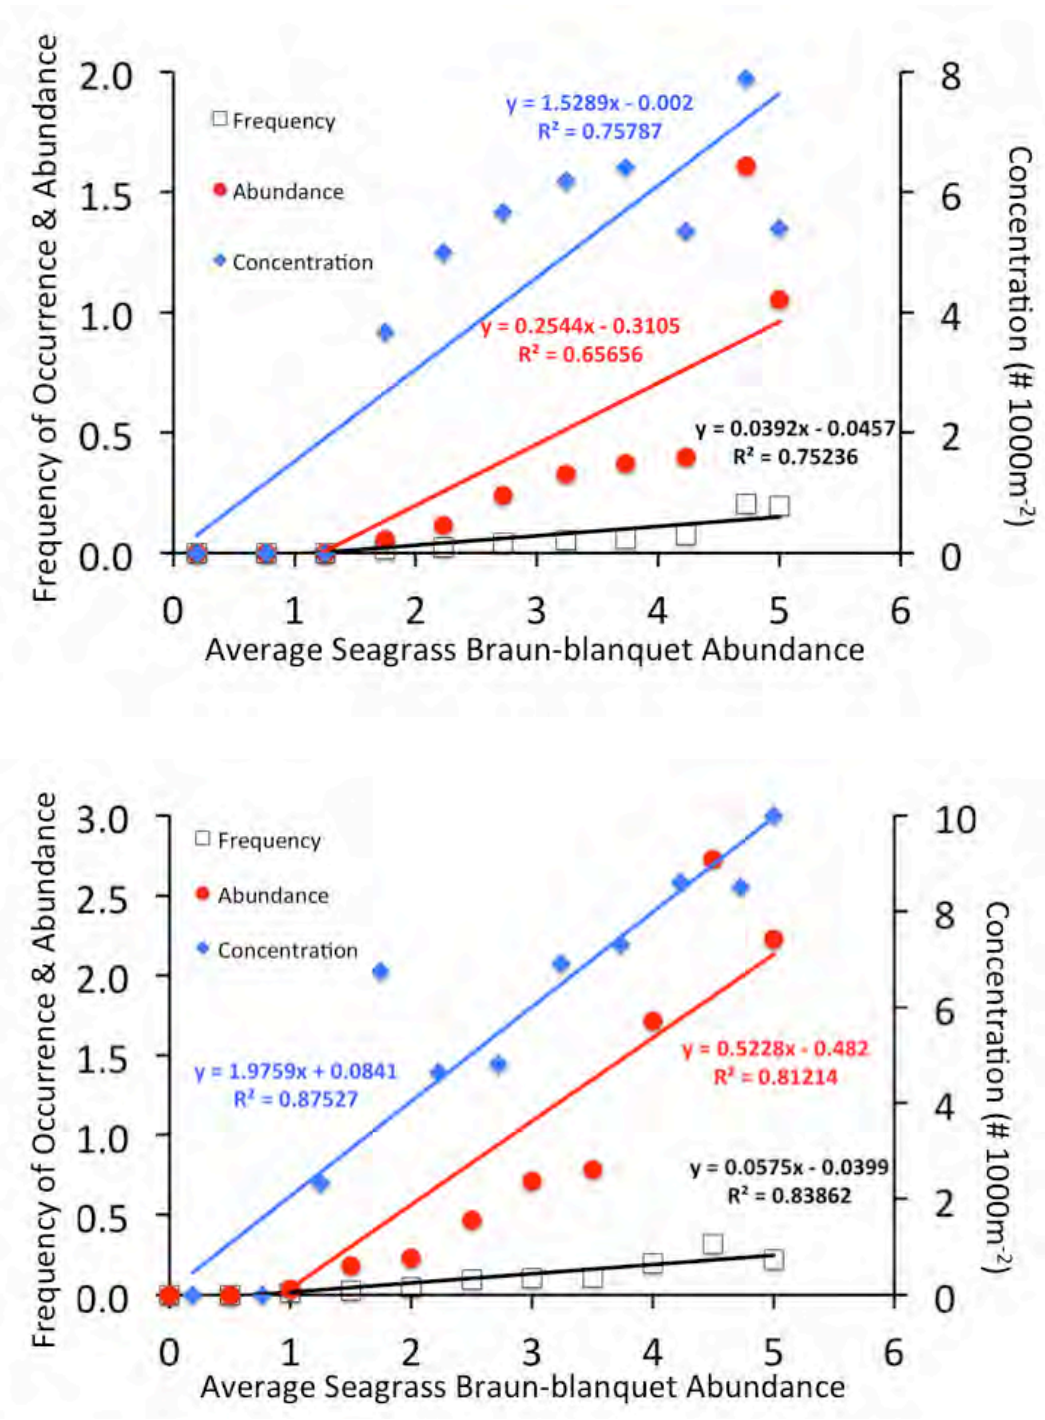 Frequency of Occurrence & Abundance
2.0
1.5
1.0
0.5
0.0
Frequency
Abundance
Concentration
y = 1.5289x - 0.002
R² = 0.75787
y = 0.2544x - 0.3105
R² = 0.65656
y = 0.0392x - 0.0457
R² = 0.75236
8
6
4
2
0
Concentration (# 1000m⁻²)
0 1 2 3 4 5 6
Average Seagrass Braun-blanquet Abundance
Frequency of Occurrence & Abundance
3.0
2.5
2.0
1.5
1.0
0.5
0.0
Frequency
Abundance
Concentration
y = 1.9759x + 0.0841
R² = 0.87527
y = 0.5228x - 0.482
R² = 0.81214
y = 0.0575x - 0.0399
R² = 0.83862
10
8
6
4
2
0
Concentration (# 1000m⁻²)
0 1 2 3 4 5 6
Average Seagrass Braun-blanquet Abundance